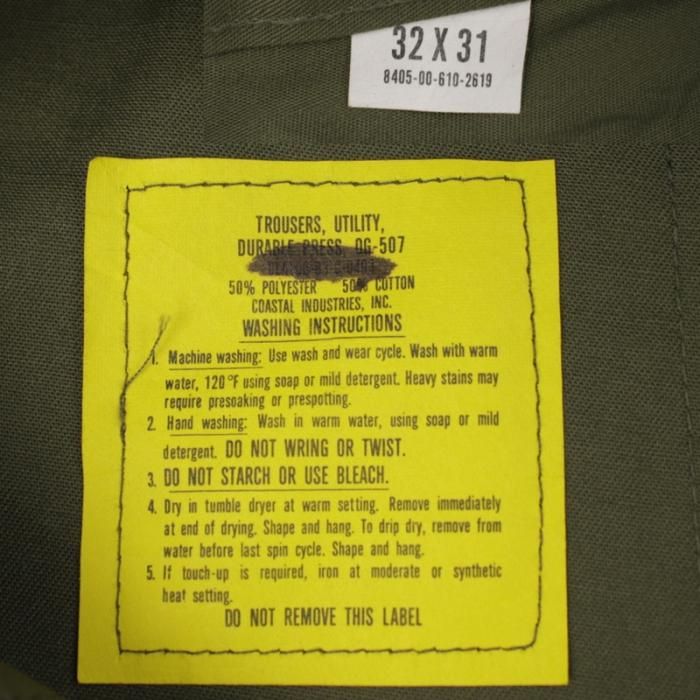 32 X 31
8405-00-610-2619
TROUSERS, UTILITY,
DURABLE PRESS, OG-507
50% POLYESTER 50% COTTON
COASTAL INDUSTRIES, INC.
WASHING INSTRUCTIONS
1. Machine washing: Use wash and wear cycle. Wash with warm
water, 120°F using soap or mild detergent. Heavy stains may
require presoaking or prespotting.
2. Hand washing: Wash in warm water, using soap or mild
detergent. DO NOT WRING OR TWIST.
3. DO NOT STARCH OR USE BLEACH.
4. Dry in tumble dryer at warm setting. Remove immediately
at end of drying. Shape and hang. To drip dry, remove from
water before last spin cycle. Shape and hang.
5. If touch-up is required, iron at moderate or synthetic
heat setting.
DO NOT REMOVE THIS LABEL